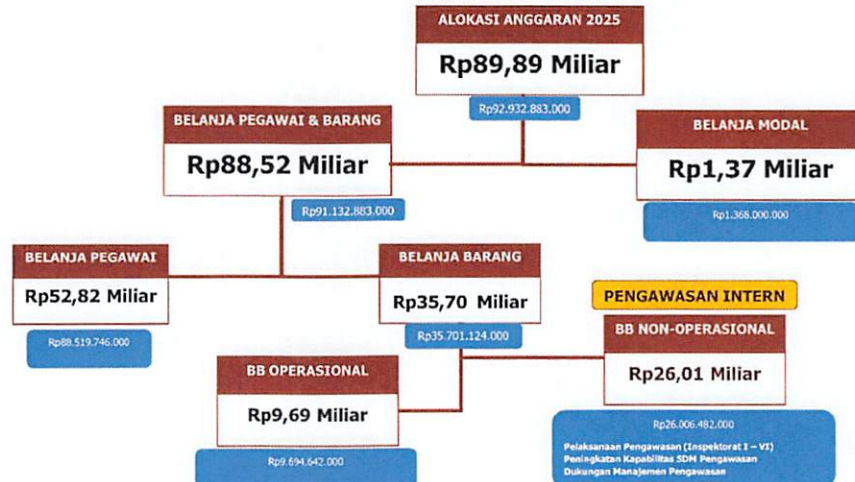 ALOKASI ANGGARAN 2025
Rp89,89 Miliar
Rp92.932.883.000
BELANJA PEGAWAI & BARANG
Rp88,52 Miliar
Rp91.132.883.000
BELANJA MODAL
Rp1,37 Miliar
Rp1.368.000.000
BELANJA PEGAWAI
Rp52,82 Miliar
Rp88.519.746.000
BELANJA BARANG
Rp35,70 Miliar
Rp35.701.124.000
PENGAWASAN INTERN
BB NON-OPERASIONAL
Rp26,01 Miliar
BB OPERASIONAL
Rp9,69 Miliar
Rp9.694.642.000
Rp26.006.482.000
Pelaksanaan Pengawasan (Inspektorat I – VI)
Peningkatan Kapabilitas SDM Pengawasan
Dukungan Manajemen Pengawasan